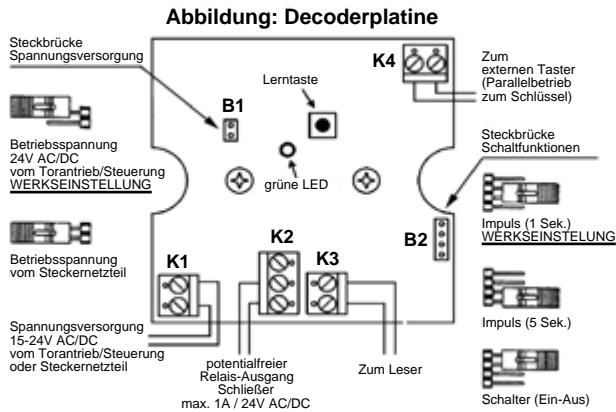 Abbildung: Decoderplatine
Steckbrücke
Spannungsversorgung
K4
Zum
externen Taster
(Parallelbetrieb
zum Schlüssel)
Lerntaste
B1
grüne LED
Betriebsspannung
24V AC/DC
vom Torantrieb/Steuerung
WERKSEINSTELLUNG
Steckbrücke
Schaltfunktionen
Impuls (1 Sek.)
WERKSEINSTELUNG
B2
Betriebsspannung
vom Steckernetzteil
K1
K2
K3
Impuls (5 Sek.)
Spannungsversorgung
15-24V AC/DC
vom Torantrieb/Steuerung
oder Steckernetzteil
potentialfreier
Relais-Ausgang
Schließer
max. 1A / 24V AC/DC
Zum Leser
Schalter (Ein-Aus)